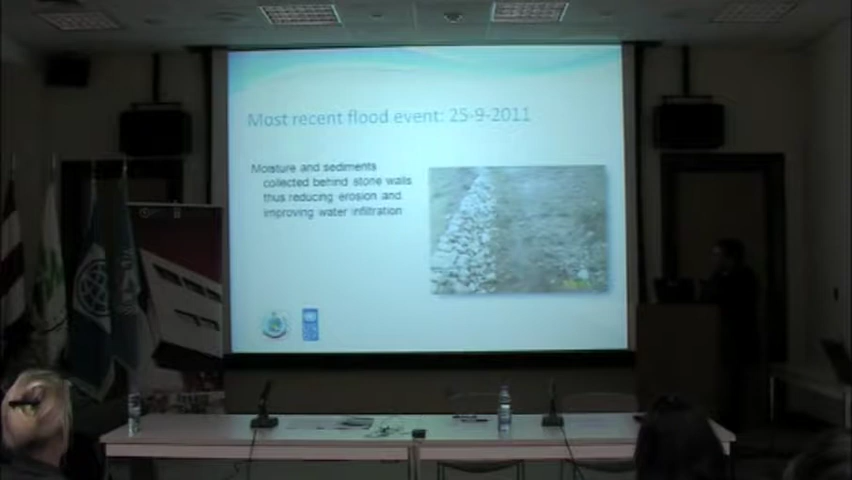 Most recent flood event: 25-9-2011
Moisture and sediments
collected behind stone walls
thus reducing erosion and
improving water infiltration